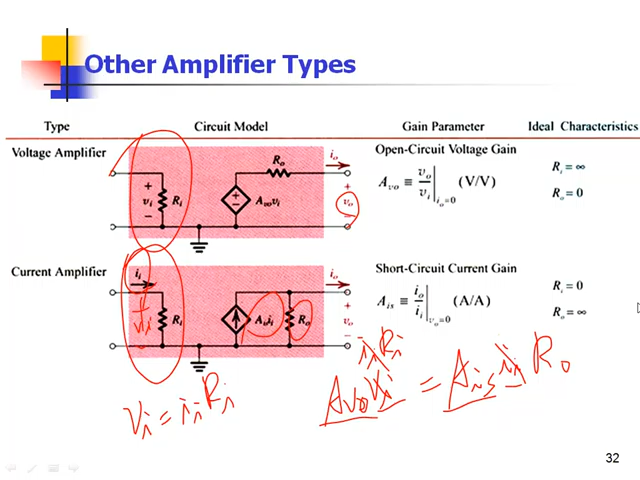 Other Amplifier Types
Type Circuit Model Gain Parameter Ideal Characteristics
Voltage Amplifier
+ v_i − R_i A_vo v_i R_o i_o + v_o −
Open-Circuit Voltage Gain
A_vo ≡ v_o / v_i |_{i_o=0} (V/V)
R_i = ∞
R_o = 0
Current Amplifier
i_i + v_i − R_i A_is i_i R_o i_o + v_o −
Short-Circuit Current Gain
A_is ≡ i_o / i_i |_{v_o=0} (A/A)
R_i = 0
R_o = ∞
i_i R_i
A_vo v_i = A_is i_i R_o
v_i = i_i R_i
32